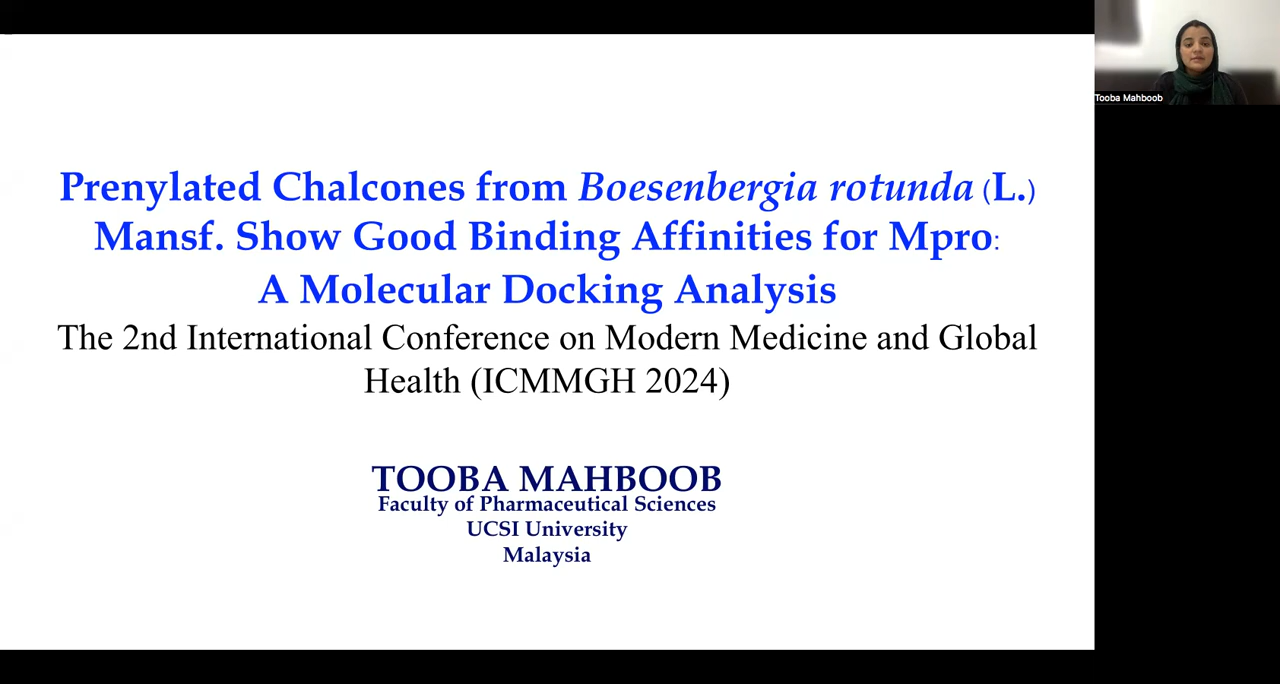 Prenylated Chalcones from Boesenbergia rotunda (L.)
Mansf. Show Good Binding Affinities for Mpro:
A Molecular Docking Analysis
The 2nd International Conference on Modern Medicine and Global
Health (ICMMGH 2024)
TOOBA MAHBOOB
Faculty of Pharmaceutical Sciences
UCSI University
Malaysia
Tooba Mahboob